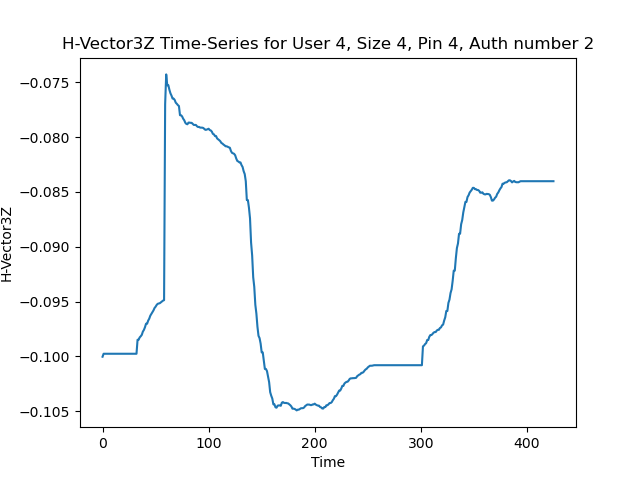 H-Vector3Z Time-Series for User 4, Size 4, Pin 4, Auth number 2
H-Vector3Z
−0.075
−0.080
−0.085
−0.090
−0.095
−0.100
−0.105
0 100 200 300 400
Time